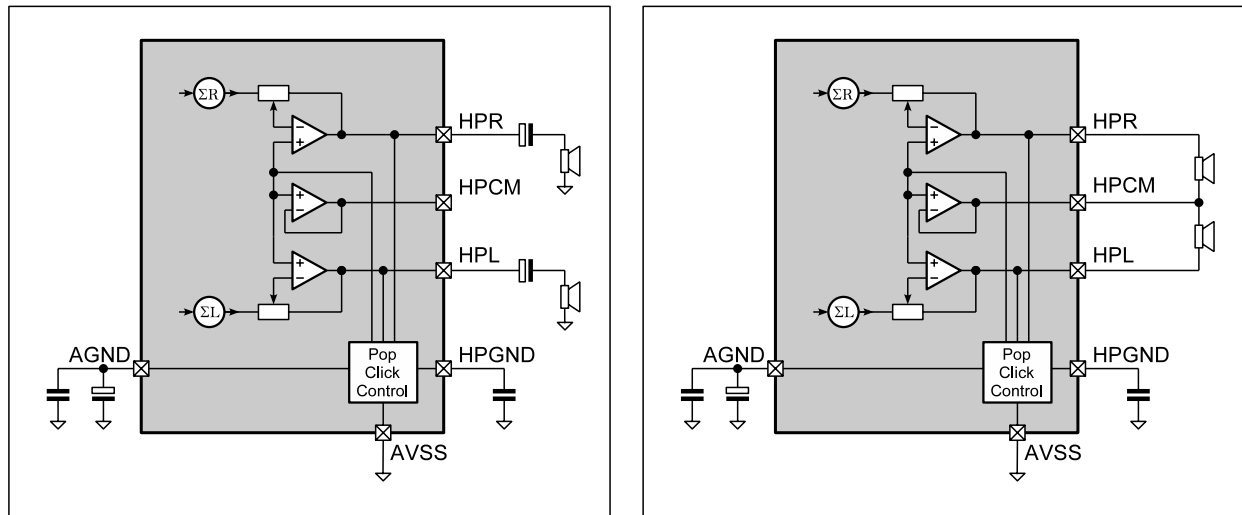 ΣR
−
+
HPR
+
−
HPCM
+
−
HPL
ΣL
AGND
Pop
Click
Control
HPGND
AVSS
ΣR
−
+
HPR
+
−
HPCM
+
−
HPL
ΣL
AGND
Pop
Click
Control
HPGND
AVSS